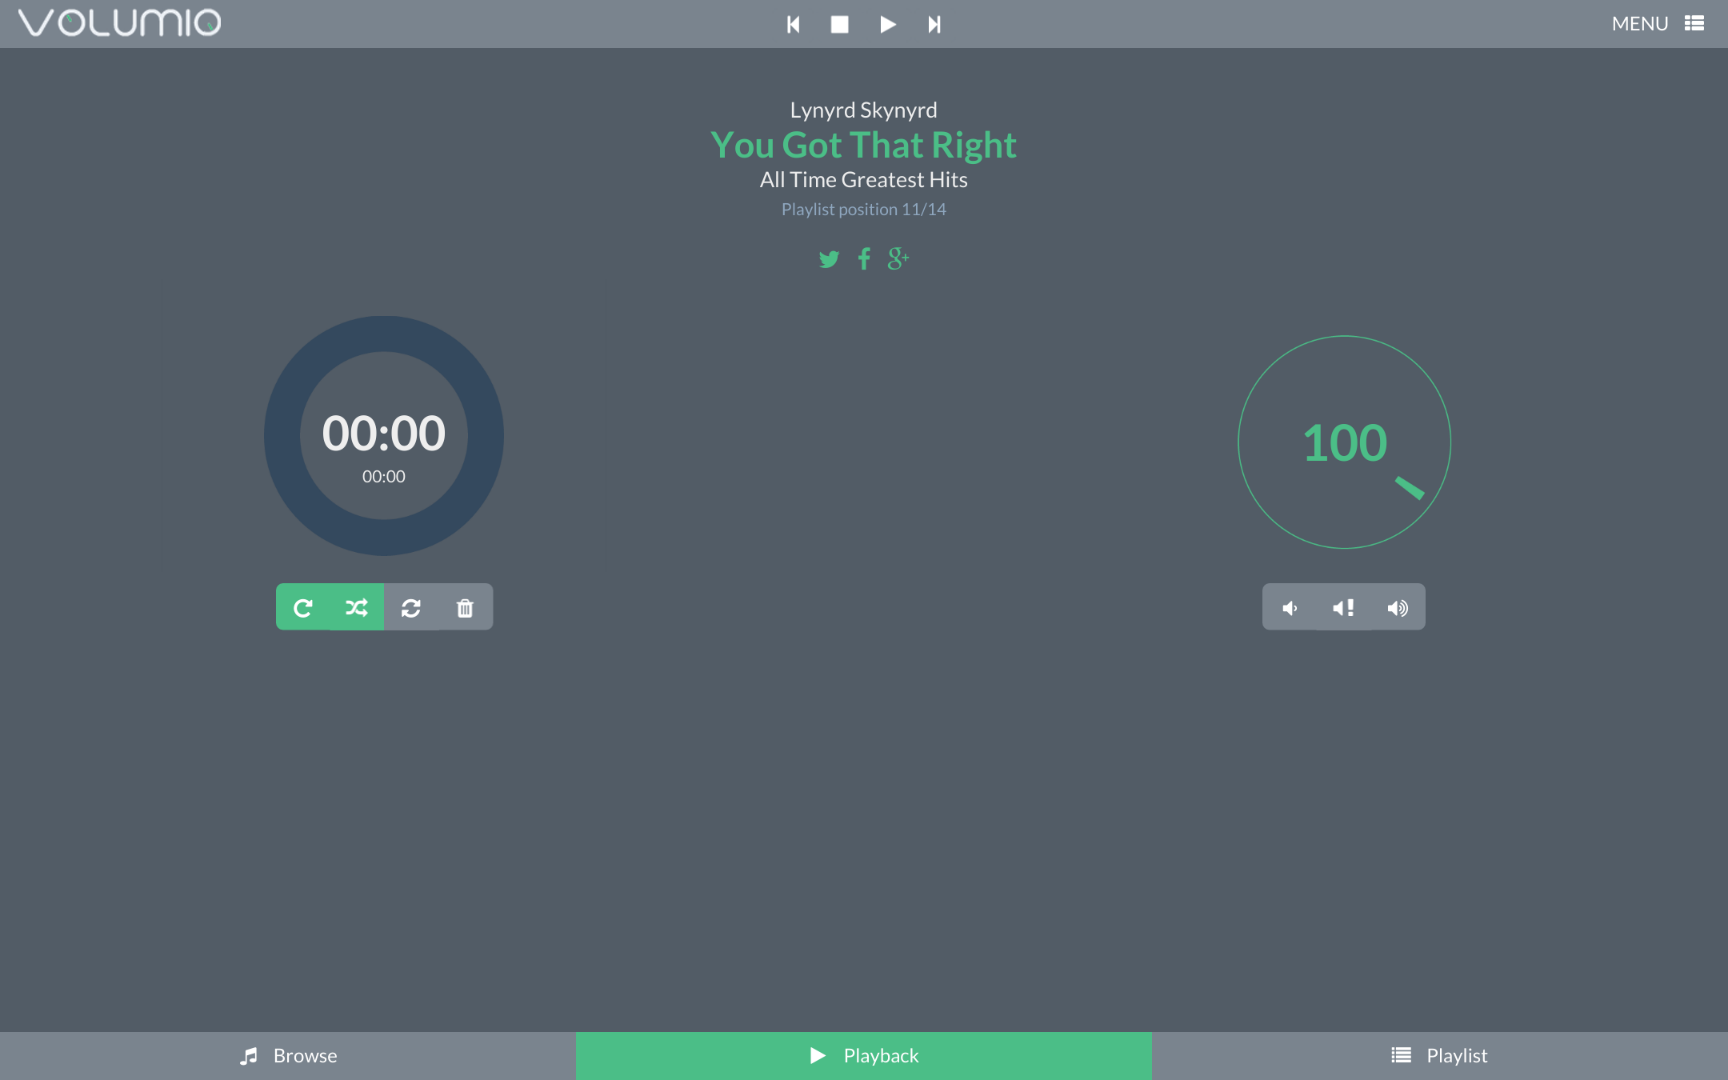 VOLUMIO
MENU
Lynyrd Skynyrd
You Got That Right
All Time Greatest Hits
Playlist position 11/14
g+
00:00
00:00
100
Browse
Playback
Playlist